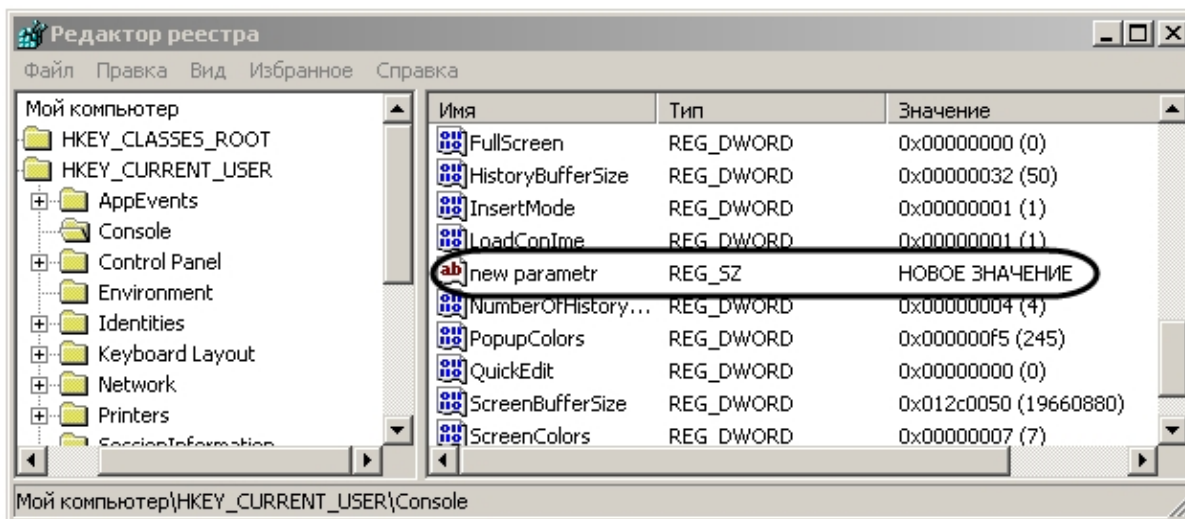 Редактор реестра
Файл Правка Вид Избранное Справка
Мой компьютер
HKEY_CLASSES_ROOT
HKEY_CURRENT_USER
AppEvents
Console
Control Panel
Environment
Identities
Keyboard Layout
Network
Printers
SessionInformation
Имя Тип Значение
FullScreen REG_DWORD 0x00000000 (0)
HistoryBufferSize REG_DWORD 0x00000032 (50)
InsertMode REG_DWORD 0x00000001 (1)
LoadConIme REG_DWORD 0x00000001 (1)
new parametr REG_SZ НОВОЕ ЗНАЧЕНИЕ
NumberOfHistory... REG_DWORD 0x00000004 (4)
PopupColors REG_DWORD 0x000000f5 (245)
QuickEdit REG_DWORD 0x00000000 (0)
ScreenBufferSize REG_DWORD 0x012c0050 (19660880)
ScreenColors REG_DWORD 0x00000007 (7)
Мой компьютер\HKEY_CURRENT_USER\Console